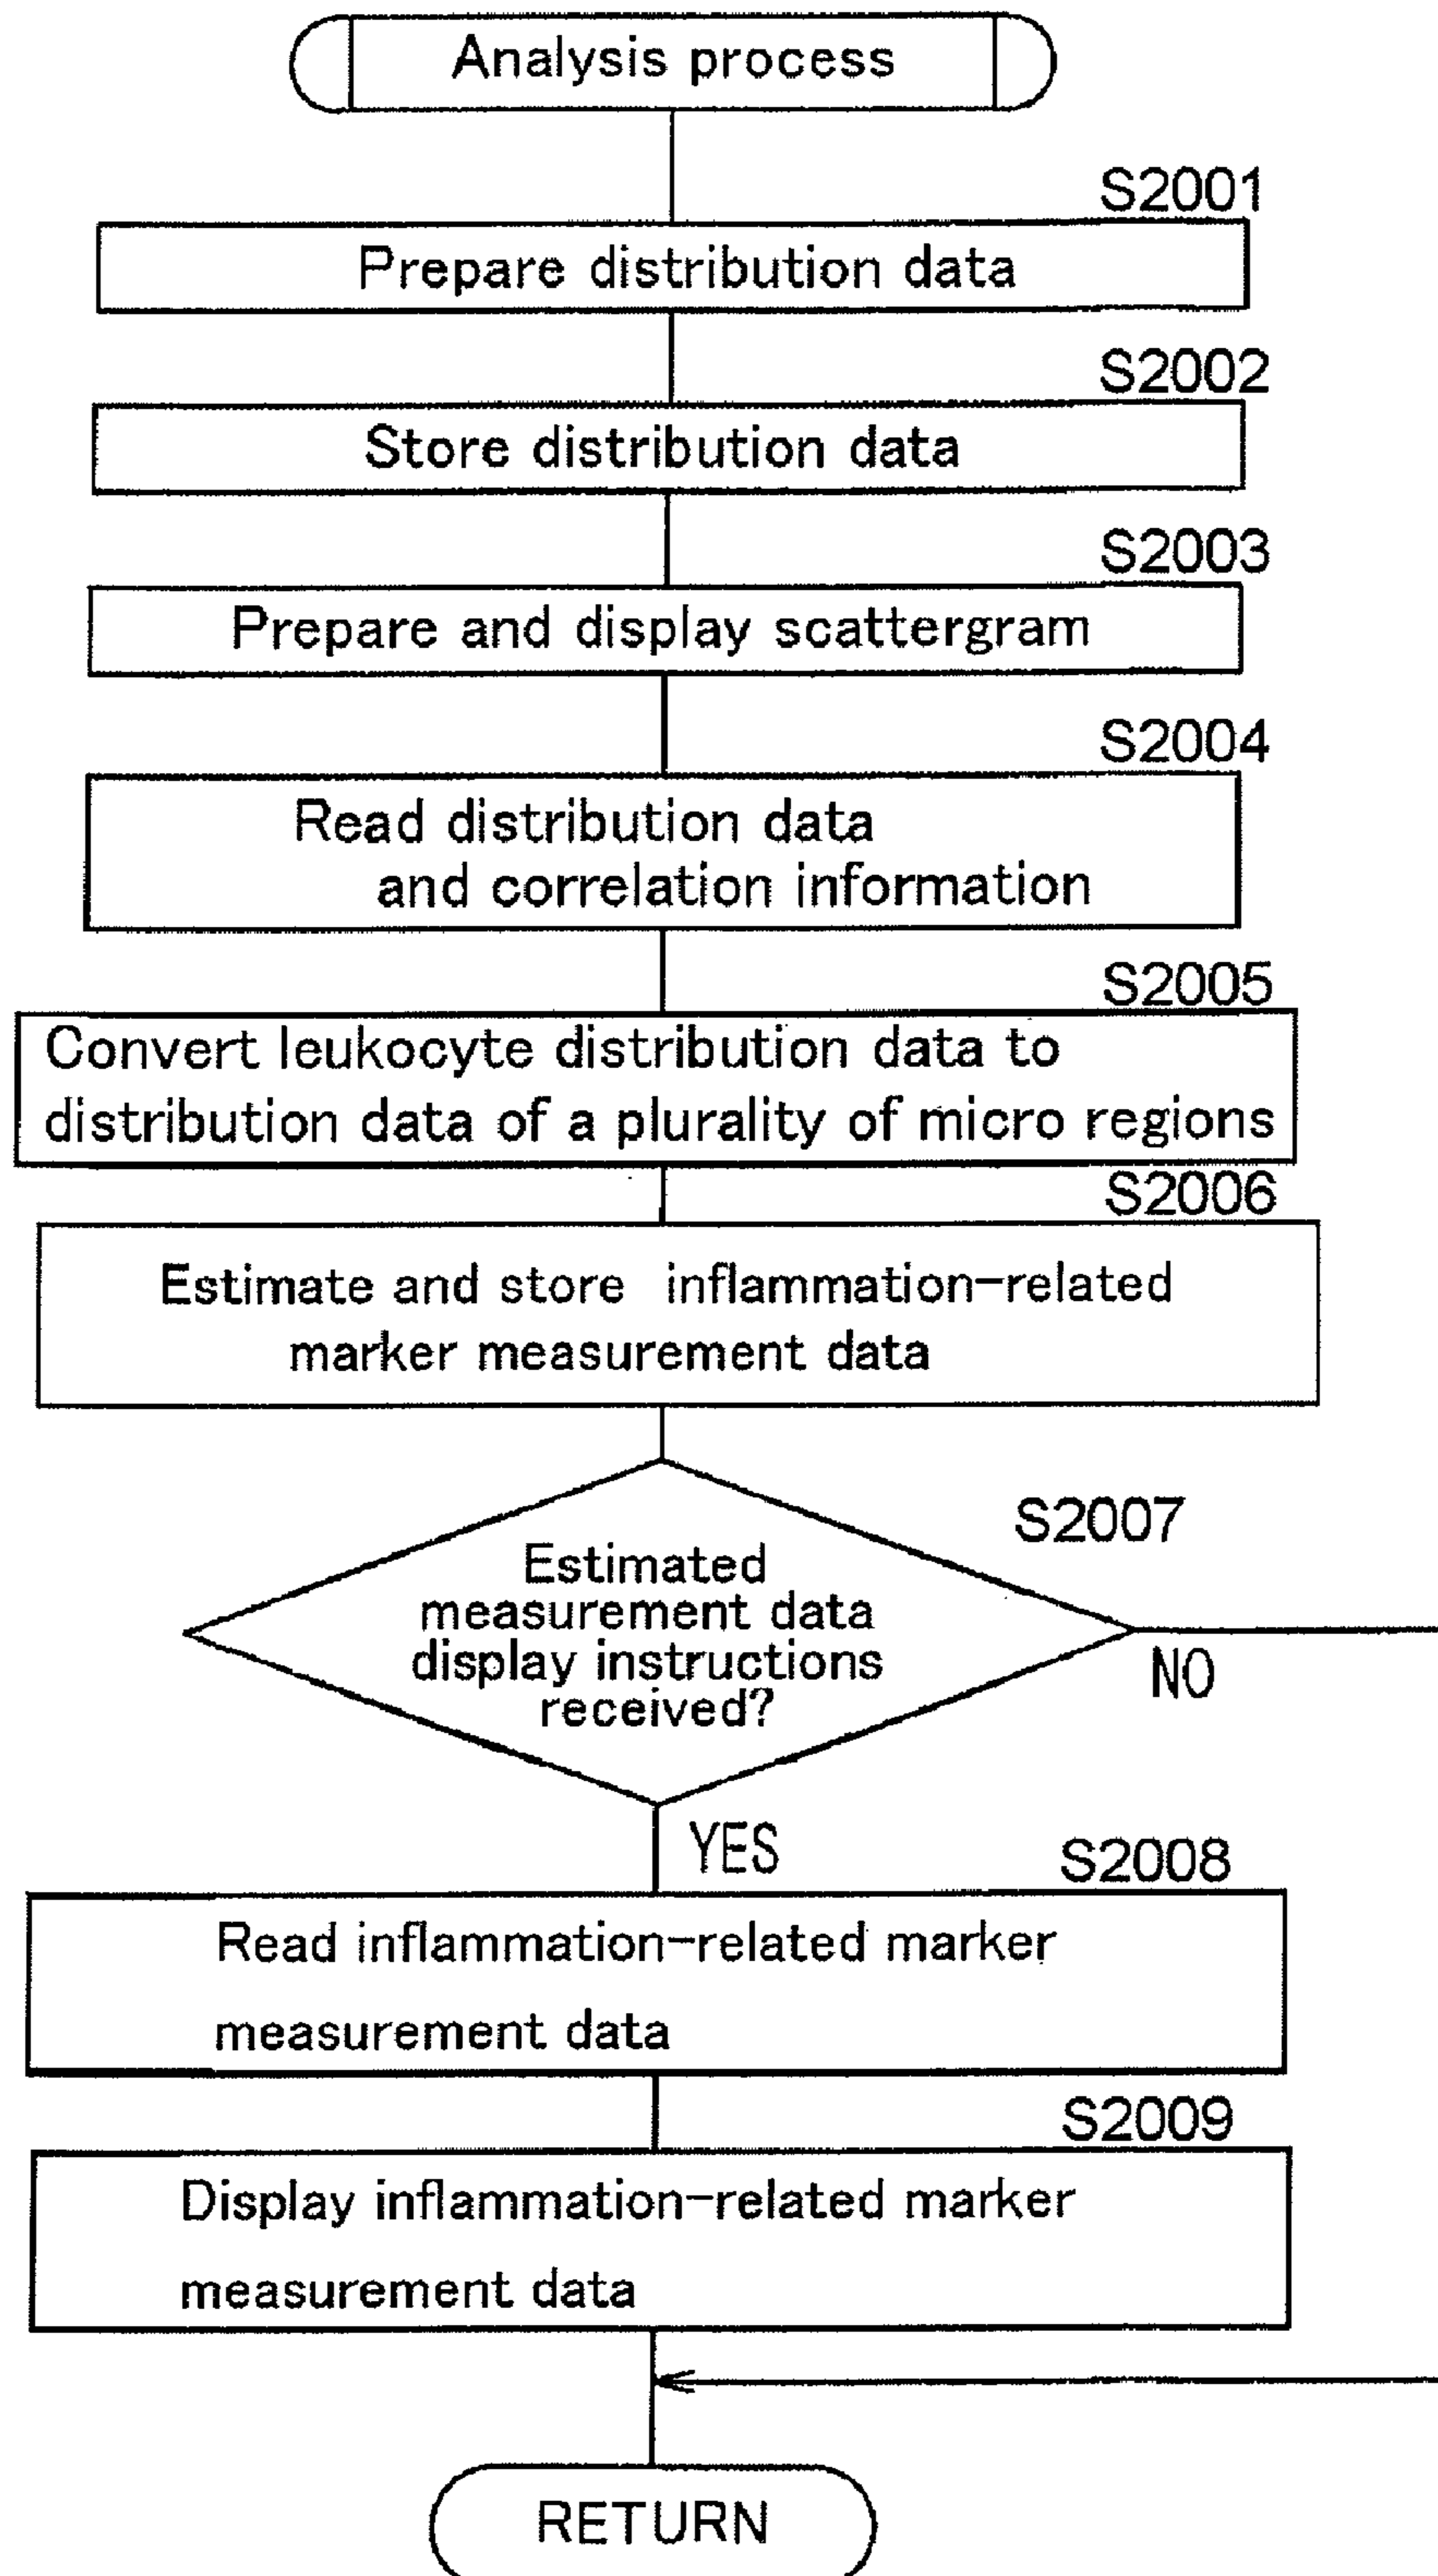 Analysis process
S2001
Prepare distribution data
S2002
Store distribution data
S2003
Prepare and display scattergram
S2004
Read distribution data
and correlation information
S2005
Convert leukocyte distribution data to
distribution data of a plurality of micro regions
S2006
Estimate and store inflammation-related
marker measurement data
S2007
Estimated
measurement data
display instructions
received?
NO
YES
S2008
Read inflammation-related marker
measurement data
S2009
Display inflammation-related marker
measurement data
RETURN